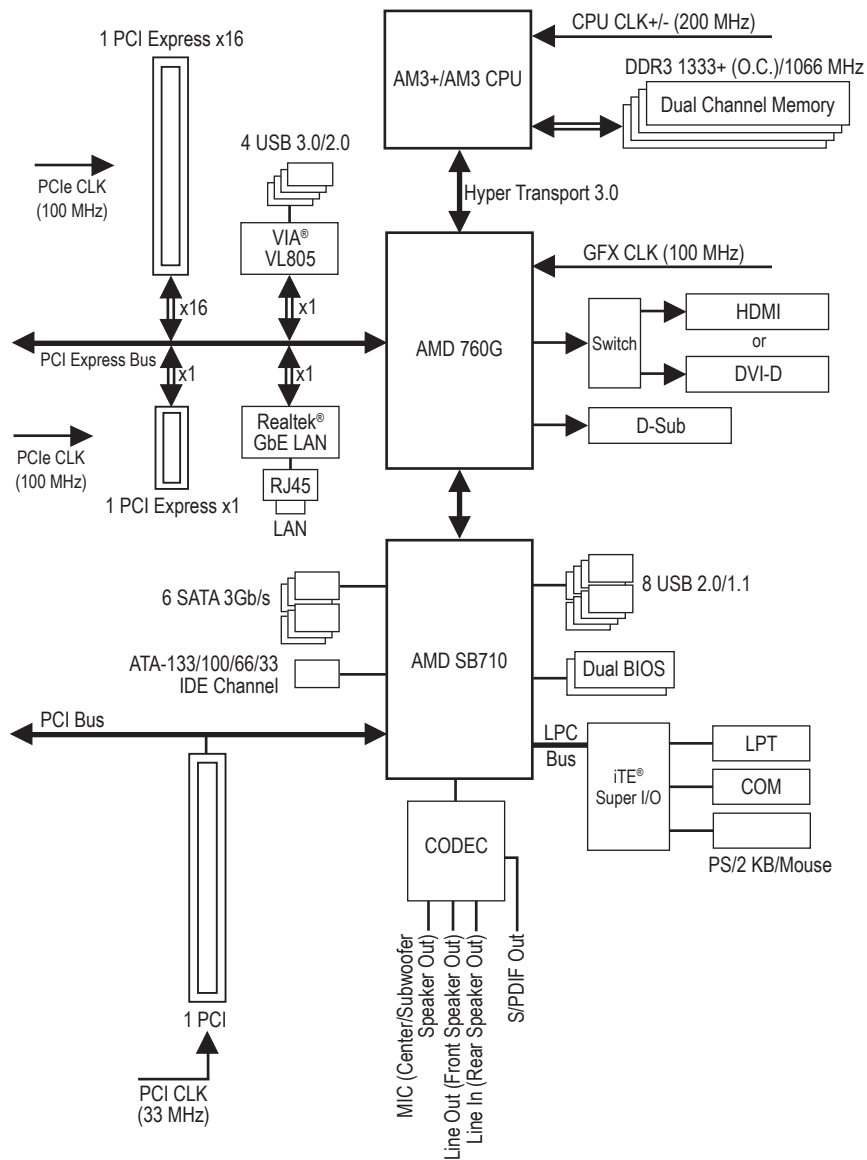 1 PCI Express x16
CPU CLK+/- (200 MHz)
AM3+/AM3 CPU
DDR3 1333+ (O.C.)/1066 MHz
Dual Channel Memory
4 USB 3.0/2.0
PCIe CLK
(100 MHz)
VIA®
VL805
Hyper Transport 3.0
GFX CLK (100 MHz)
x16
x1
AMD 760G
Switch
HDMI
or
DVI-D
PCI Express Bus
x1
x1
D-Sub
Realtek®
GbE LAN
PCIe CLK
(100 MHz)
RJ45
LAN
1 PCI Express x1
6 SATA 3Gb/s
8 USB 2.0/1.1
AMD SB710
ATA-133/100/66/33
IDE Channel
Dual BIOS
PCI Bus
LPC
Bus
iTE®
Super I/O
LPT
COM
PS/2 KB/Mouse
CODEC
MIC (Center/Subwoofer
Speaker Out)
Line Out (Front Speaker Out)
Line In (Rear Speaker Out)
S/PDIF Out
1 PCI
PCI CLK
(33 MHz)